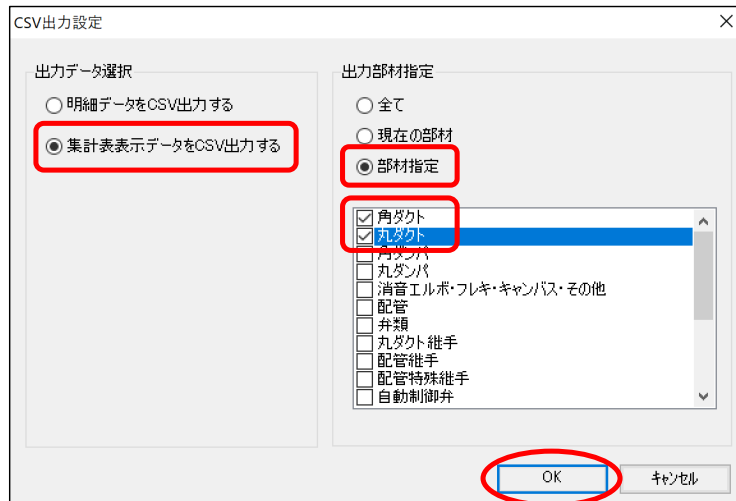 CSV出力設定
出力データ選択
明細データをCSV出力する
集計表表示データをCSV出力する
出力部材指定
全て
現在の部材
部材指定
角ダクト
丸ダクト
角ダンパ
丸ダンパ
消音エルボ・フレキ・キャンバス・その他
配管
弁類
丸ダクト継手
配管継手
配管特殊継手
自動制御弁
OK
キャンセル